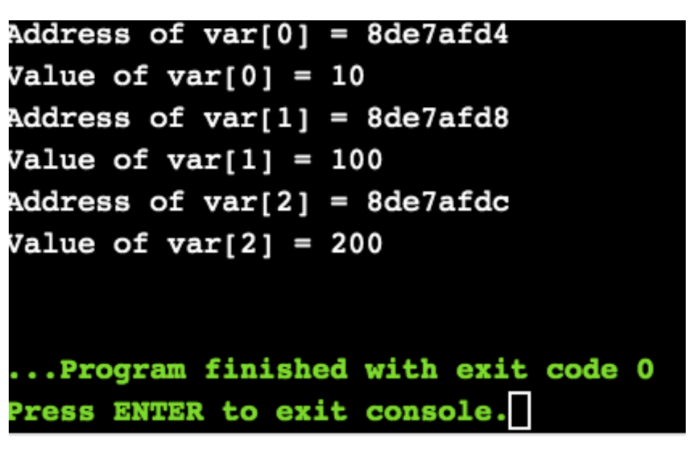 Address of var[0] = 8de7afd4
Value of var[0] = 10
Address of var[1] = 8de7afd8
Value of var[1] = 100
Address of var[2] = 8de7afdc
Value of var[2] = 200
...Program finished with exit code 0
Press ENTER to exit console.